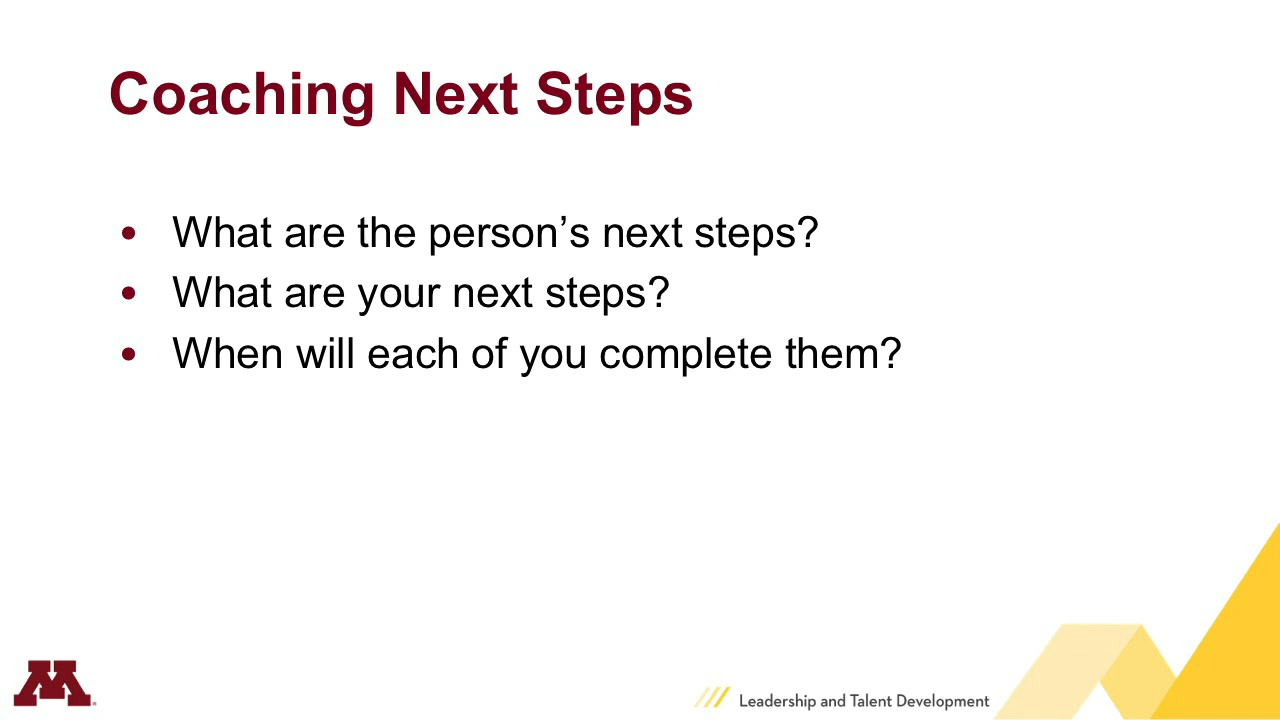 Coaching Next Steps
• What are the person’s next steps?
• What are your next steps?
• When will each of you complete them?
M
Leadership and Talent Development